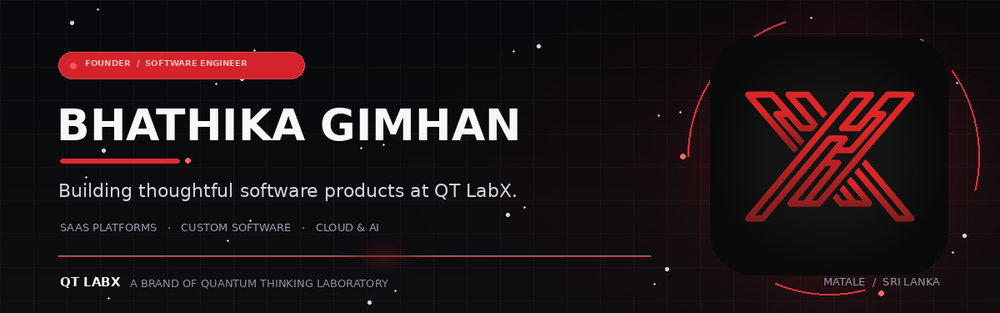 FOUNDER / SOFTWARE ENGINEER
BHATHIKA GIMHAN
Building thoughtful software products at QT LabX.
SAAS PLATFORMS · CUSTOM SOFTWARE · CLOUD & AI
QT LABX A BRAND OF QUANTUM THINKING LABORATORY
MATALE / SRI LANKA